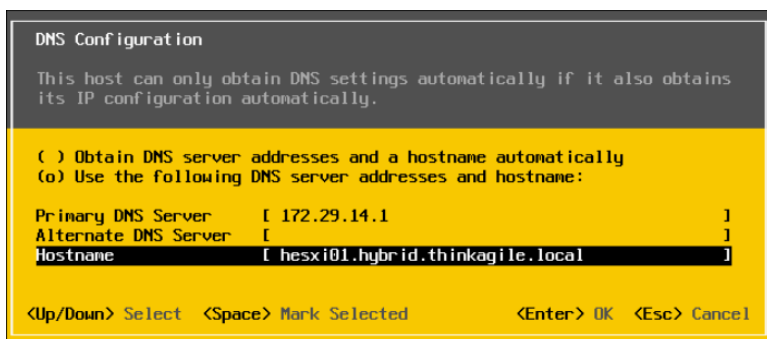 DNS Configuration
This host can only obtain DNS settings automatically if it also obtains
its IP configuration automatically.
( ) Obtain DNS server addresses and a hostname automatically
(o) Use the following DNS server addresses and hostname:
Primary DNS Server [ 172.29.14.1 ]
Alternate DNS Server [ ]
Hostname [ hesxi01.hybrid.thinkagile.local ]
<Up/Down> Select <Space> Mark Selected <Enter> OK <Esc> Cancel